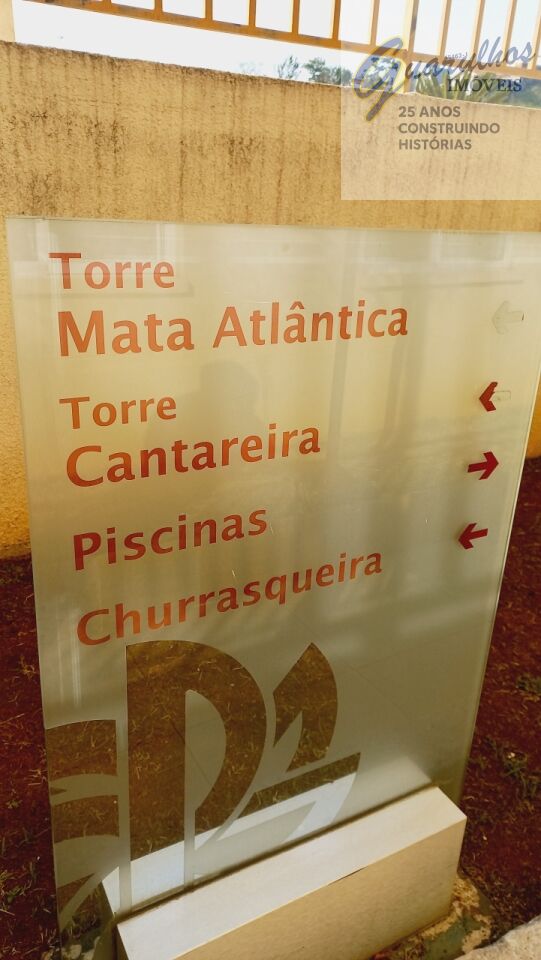 Guarulhos
IMÓVEIS
25 ANOS
CONSTRUINDO
HISTÓRIAS
Torre
Mata Atlântica
Torre
Cantareira
Piscinas
Churrasqueira